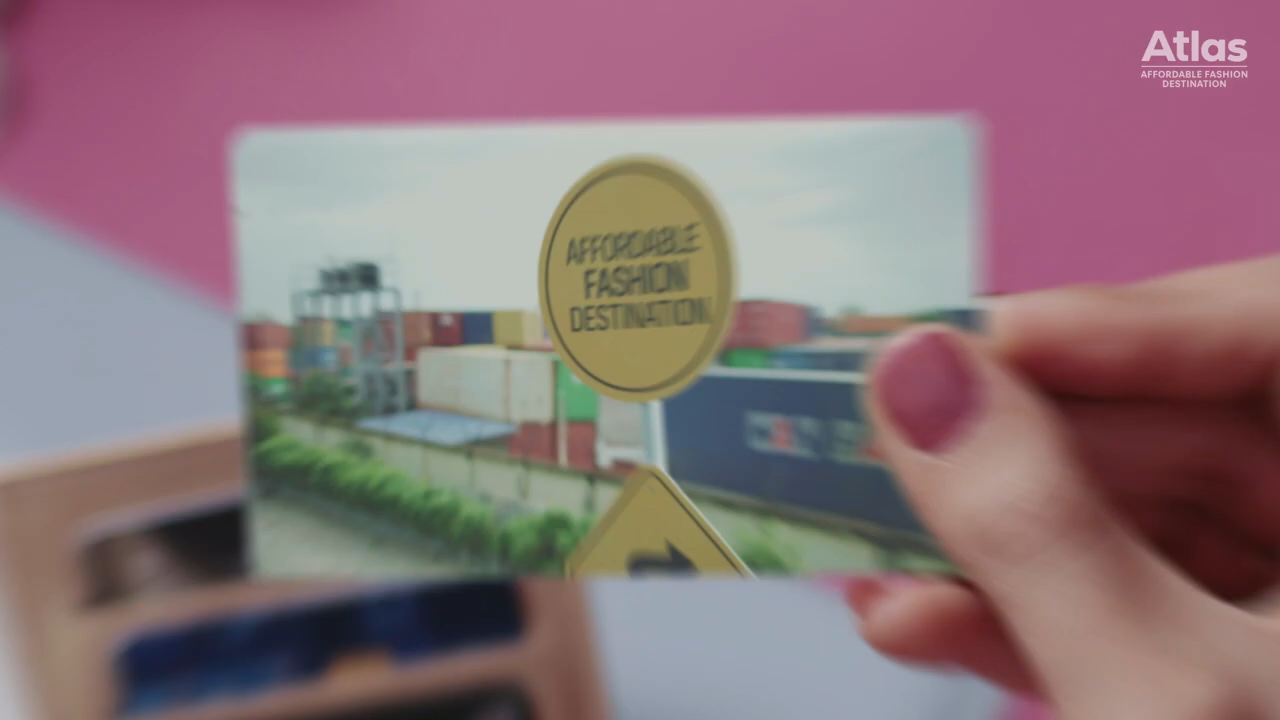 Atlas
AFFORDABLE FASHION
DESTINATION
AFFORDABLE
FASHION
DESTINATION